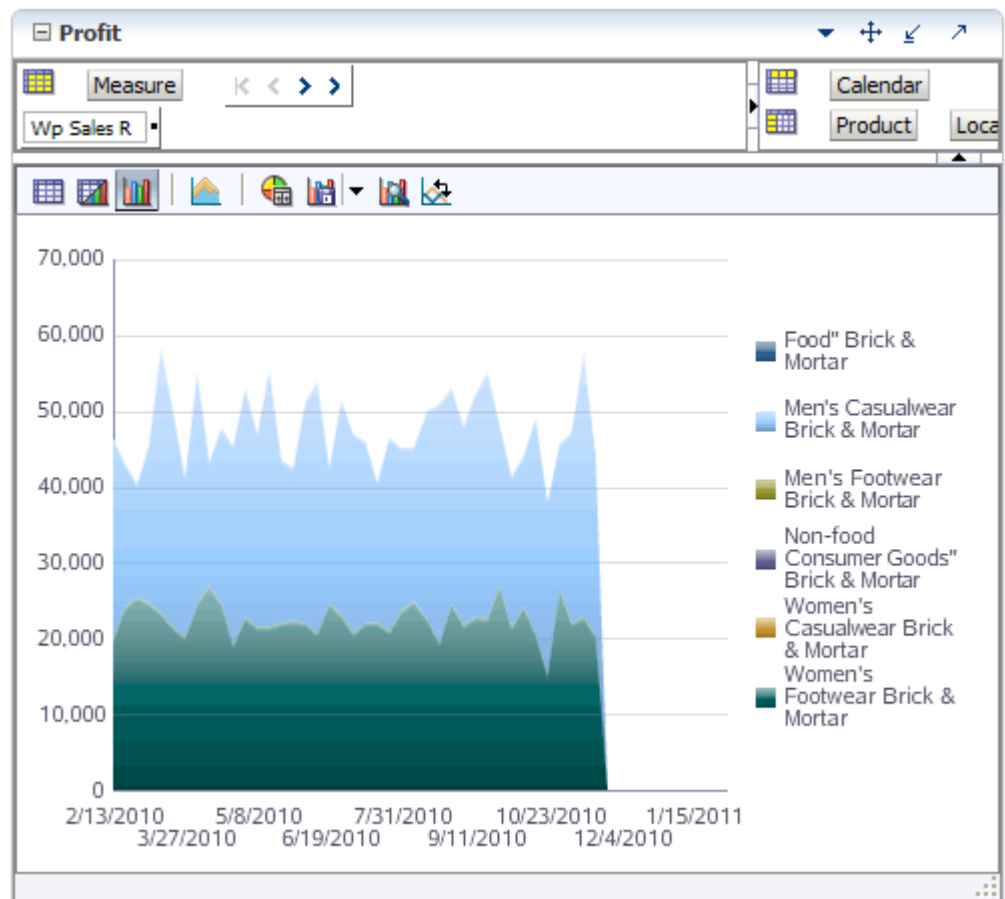 Profit
Measure
Calendar
Wp Sales R
Product
Loca
70,000
60,000
50,000
40,000
30,000
20,000
10,000
0
2/13/2010
3/27/2010
5/8/2010
6/19/2010
7/31/2010
9/11/2010
10/23/2010
12/4/2010
1/15/2011
Food" Brick &
Mortar
Men's Casualwear
Brick & Mortar
Men's Footwear
Brick & Mortar
Non-food
Consumer Goods"
Brick & Mortar
Women's
Casualwear Brick
& Mortar
Women's
Footwear Brick &
Mortar